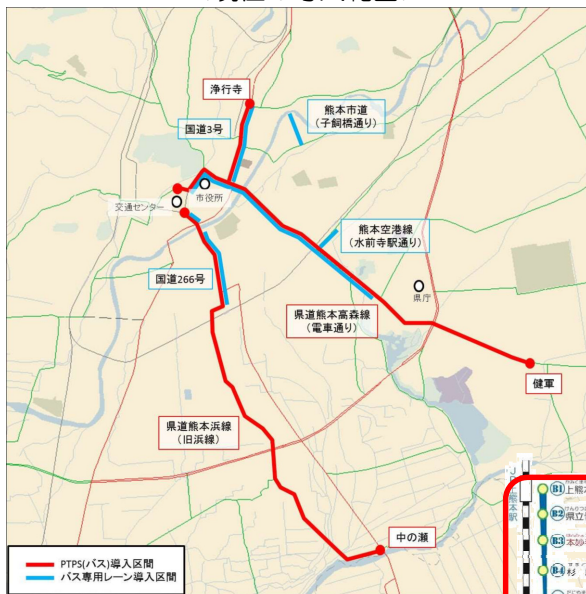 浄行寺
国道3号
熊本市道
(子飼橋通り)
市役所
交通センター
熊本空港線
(水前寺駅通り)
国道266号
県庁
県道熊本高森線
(電車通り)
健軍
県道熊本浜線
(旧浜線)
中の瀬
PTPS(バス)導入区間
バス専用レーン導入区間
B1 上熊
B2 県立
B3 本妙
B4 杉